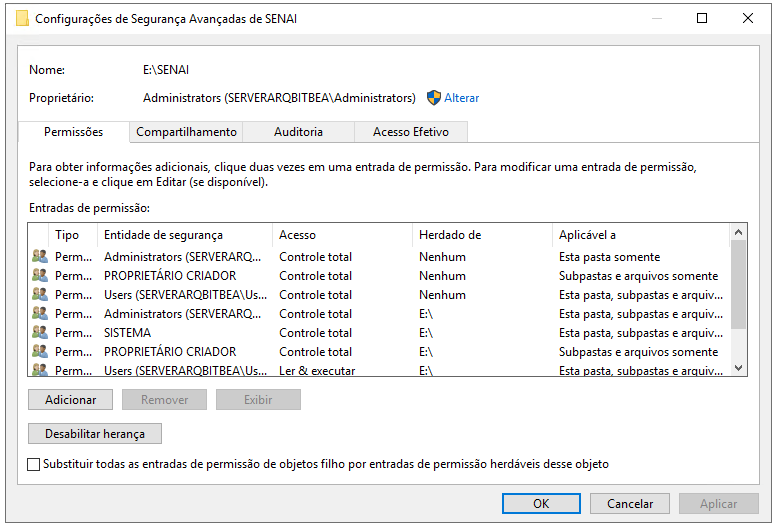 Configurações de Segurança Avançadas de SENAI
Nome: E:\SENAI
Proprietário: Administrators (SERVERARQBITBEA\Administrators) Alterar
Permissões Compartilhamento Auditoria Acesso Efetivo
Para obter informações adicionais, clique duas vezes em uma entrada de permissão. Para modificar uma entrada de permissão,
selecione-a e clique em Editar (se disponível).
Entradas de permissão:
Tipo Entidade de segurança Acesso Herdado de Aplicável a
Perm... Administrators (SERVERARQ... Controle total Nenhum Esta pasta somente
Perm... PROPRIETÁRIO CRIADOR Controle total Nenhum Subpastas e arquivos somente
Perm... Users (SERVERARQBITBEA\Us... Controle total Nenhum Esta pasta, subpastas e arquiv...
Perm... Administrators (SERVERARQ... Controle total E:\ Esta pasta, subpastas e arquiv...
Perm... SISTEMA Controle total E:\ Esta pasta, subpastas e arquiv...
Perm... PROPRIETÁRIO CRIADOR Controle total E:\ Subpastas e arquivos somente
Perm... Users (SERVERARQBITBEA\Us... Ler & executar E:\ Esta pasta, subpastas e arquiv...
Adicionar Remover Exibir
Desabilitar herança
Substituir todas as entradas de permissão de objetos filho por entradas de permissão herdáveis desse objeto
OK Cancelar Aplicar